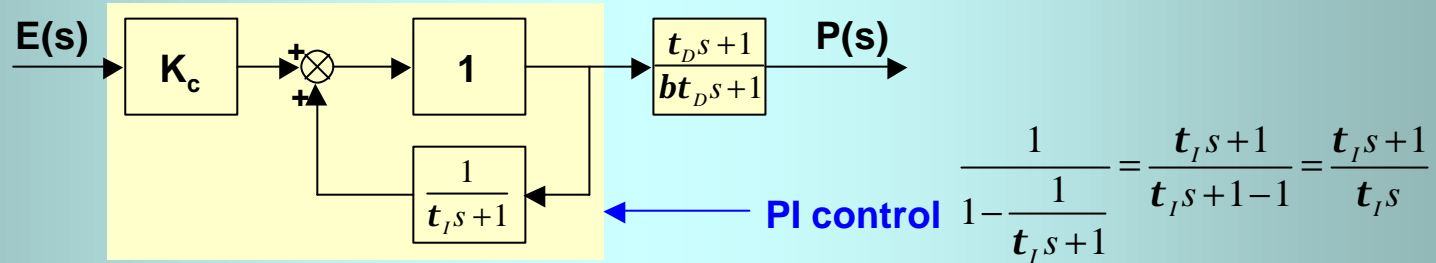 E(s)
K_c
+
+
1
1
t_I s+1
t_D s+1
bt_D s+1
P(s)
PI control
1/(1-1/(t_I s+1)) = (t_I s+1)/(t_I s+1-1) = (t_I s+1)/(t_I s)